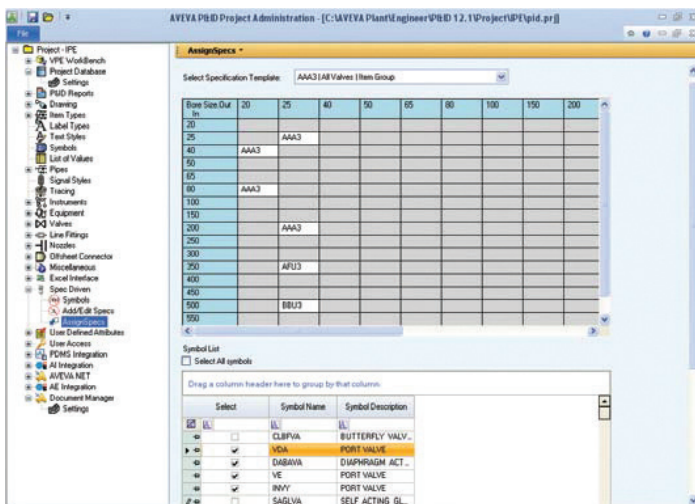 AVEVA P&ID Project Administration - [C:\AVEVA Plant\Engineer\P&ID 12.1\Project\IPE\pid.prj]
File
Project - IPE
VPE WorkBench
Project Database
Settings
P&ID Reports
Drawing
Item Types
Label Types
Text Styles
Symbols
List of Values
Pipes
Signal Styles
Tracing
Instruments
Equipment
Valves
Line Fittings
Nozzles
Offsheet Connector
Miscellaneous
Excel Interface
Spec Driven
Symbols
Add/Edit Specs
AssignSpecs
User Defined Attributes
User Access
PDMS Integration
AI Integration
AVEVA NET
AE Integration
Document Manager
Settings
AssignSpecs
Select Specification Template: AAA3 | All Valves | Item Group
Bore Size:Out 20 25 40 50 65 80 100 150 200
In
20
25 AAA3
40 AAA3
50
65
80 AAA3
100
150
200 AAA3
250
300
350 AFU3
400
450
500 BBU3
550
Symbol List
Select All symbols
Drag a column header here to group by that column.
Select Symbol Name Symbol Description
CLBFVA BUTTERFLY VALV...
VDA PORT VALVE
DABAVA DIAPHRAGM ACT...
VE PORT VALVE
INVY PORT VALVE
SAGLVA SELF ACTING GL...